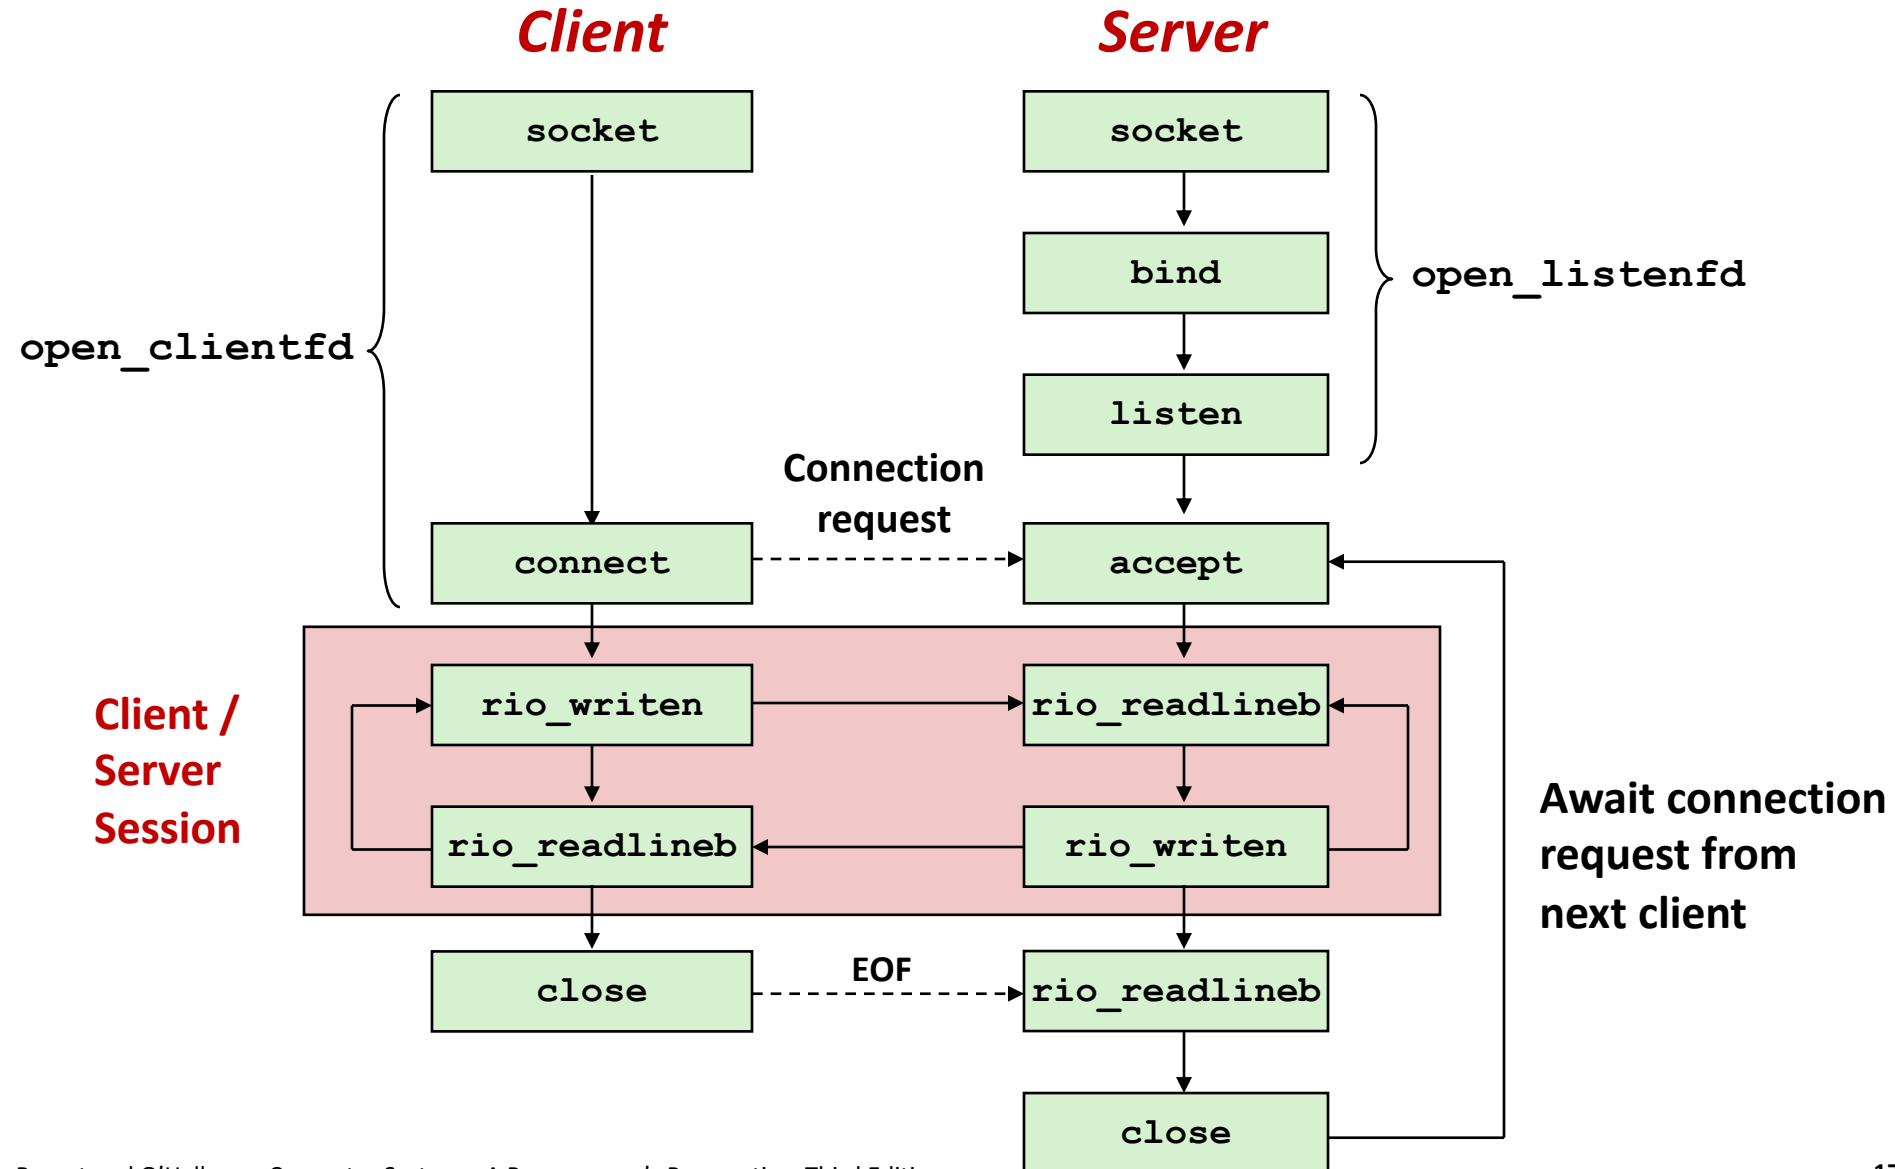 Client
Server
socket
socket
bind
open_listenfd
open_clientfd
listen
Connection
request
connect
accept
Client /
Server
Session
rio_writen
rio_readlineb
rio_readlineb
rio_writen
Await connection
request from
next client
close
EOF
rio_readlineb
close